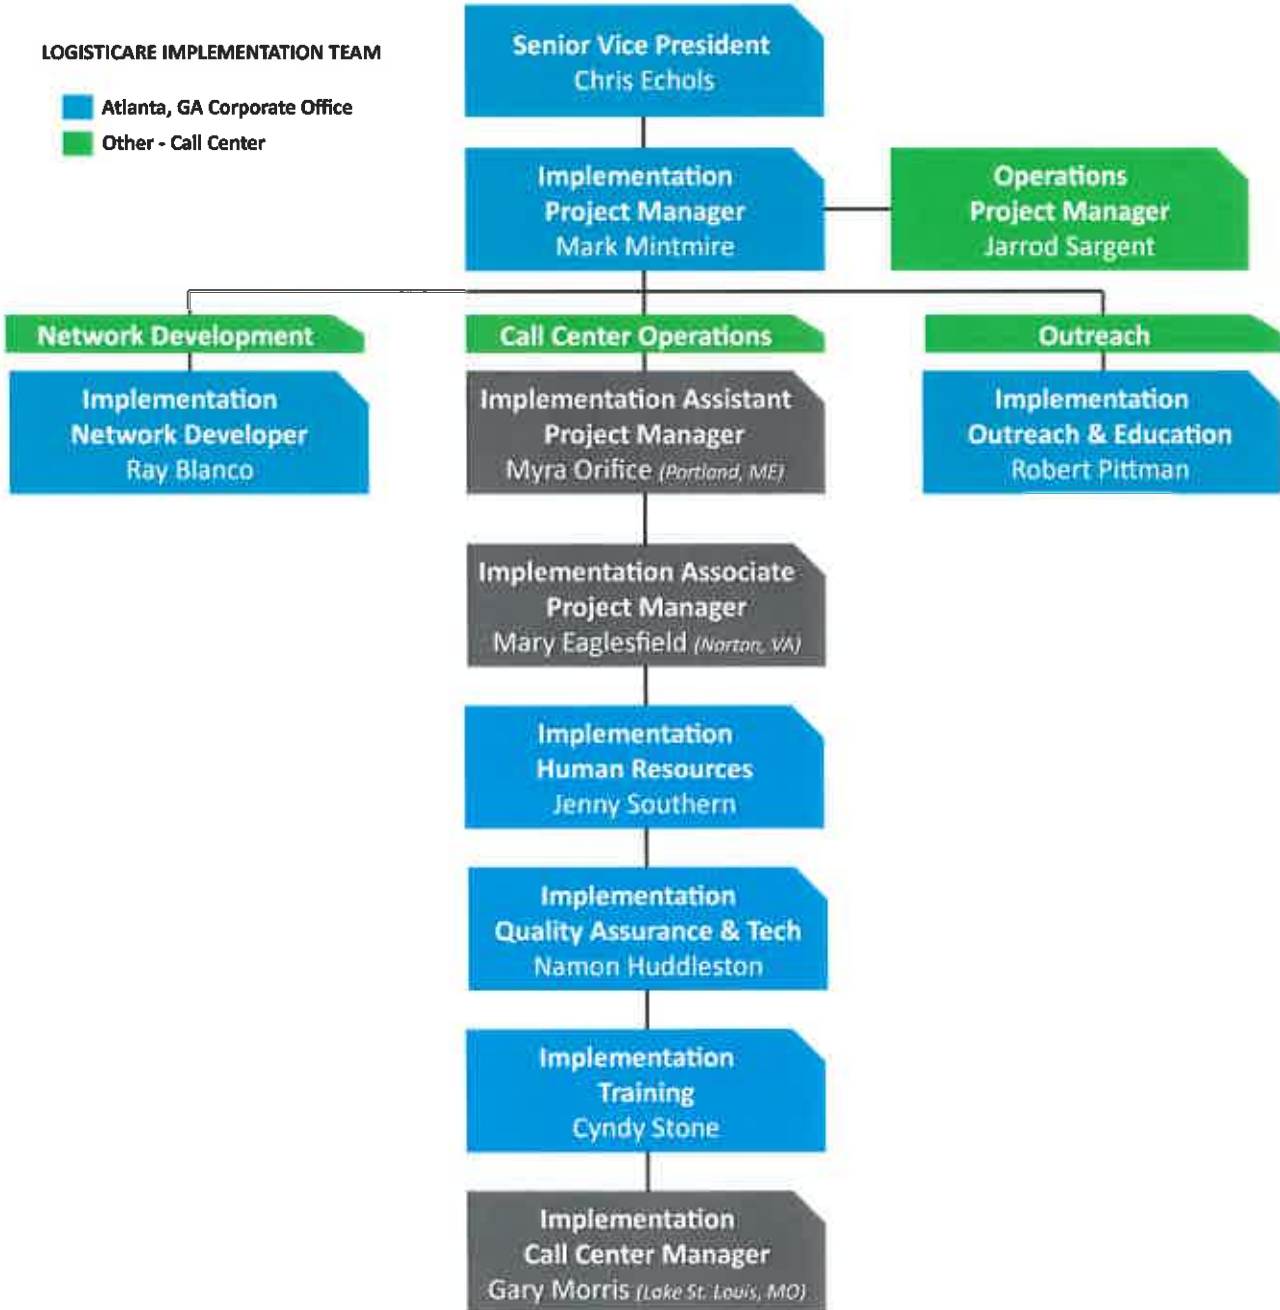 LOGISTICARE IMPLEMENTATION TEAM
Atlanta, GA Corporate Office
Other - Call Center
Senior Vice President
Chris Echols
Implementation
Project Manager
Mark Mintmire
Operations
Project Manager
Jarrod Sargent
Network Development
Call Center Operations
Outreach
Implementation
Network Developer
Ray Blanco
Implementation Assistant
Project Manager
Myra Orifice (Portland, ME)
Implementation
Outreach & Education
Robert Pittman
Implementation Associate
Project Manager
Mary Eaglesfield (Norton, VA)
Implementation
Human Resources
Jenny Southern
Implementation
Quality Assurance & Tech
Namon Huddleston
Implementation
Training
Cyndy Stone
Implementation
Call Center Manager
Gary Morris (Lake St. Louis, MO)